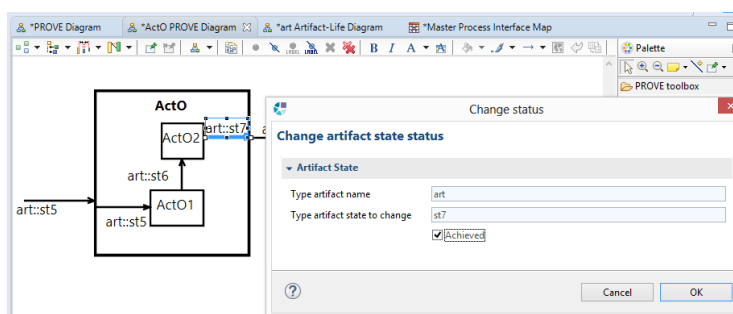 *PROVE Diagram *ActO PROVE Diagram *art Artifact-Life Diagram *Master Process Interface Map
B I A
Palette
PROVE toolbox
ActO
Change status
ActO2
art::st7
Change artifact state status
Artifact State
art::st6
Type artifact name art
art::st5
ActO1
Type artifact state to change st7
art::st5
Achieved
Cancel OK